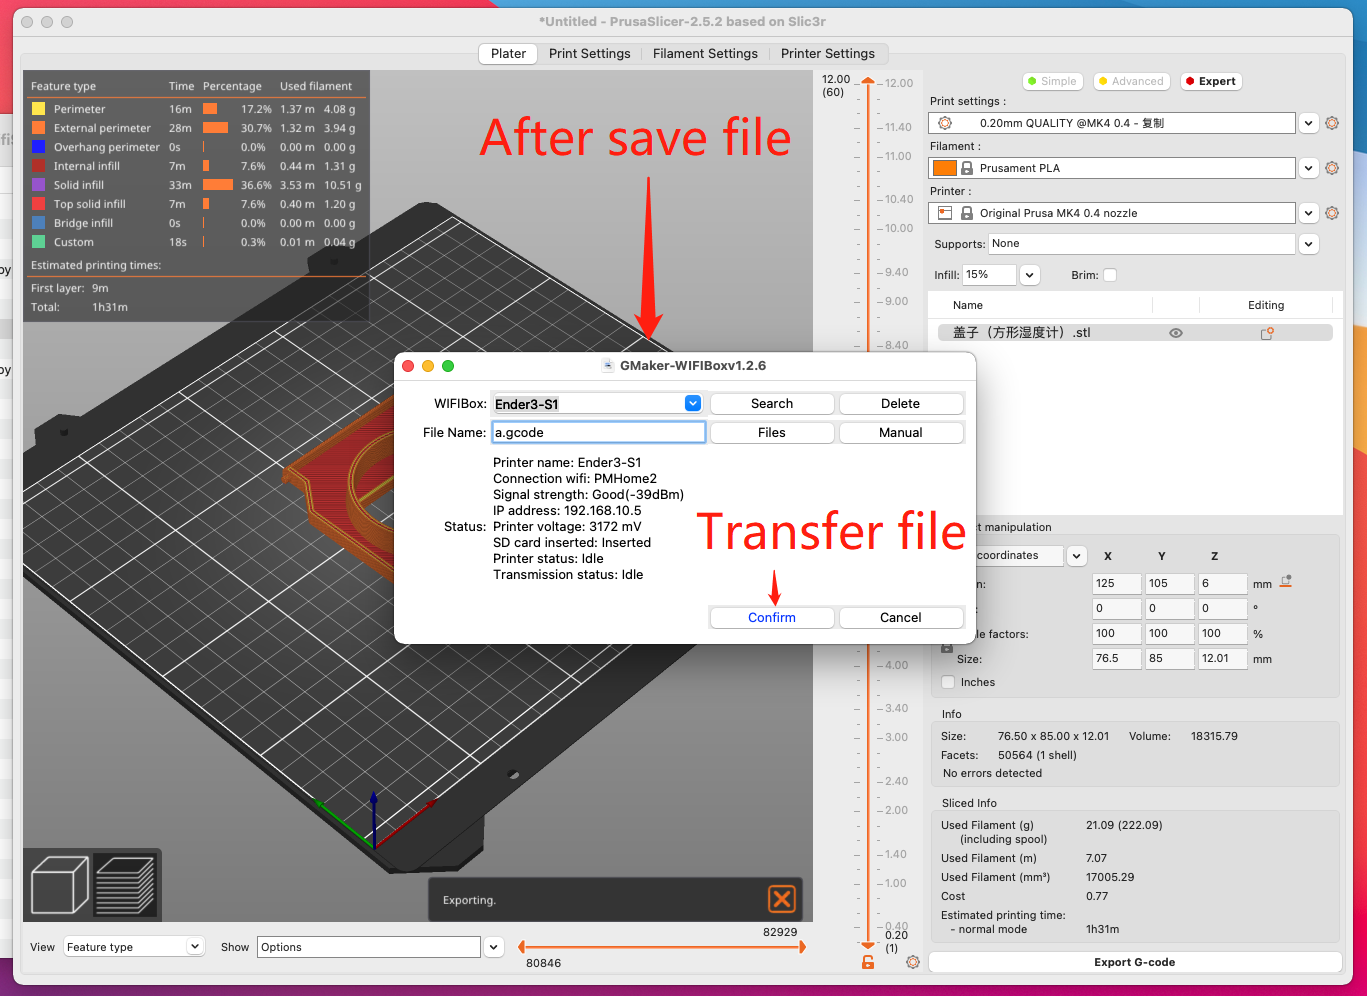 *Untitled - PrusaSlicer-2.5.2 based on Slic3r
Plater
Print Settings
Filament Settings
Printer Settings
Feature type Time Percentage Used filament
Perimeter 16m 17.2% 1.37 m 4.08 g
External perimeter 28m 30.7% 1.32 m 3.94 g
Overhang perimeter 0s 0.0% 0.00 m 0.00 g
Internal infill 7m 7.6% 0.44 m 1.31 g
Solid infill 33m 36.6% 3.53 m 10.51 g
Top solid infill 7m 7.6% 0.40 m 1.20 g
Bridge infill 0s 0.0% 0.00 m 0.00 g
Custom 18s 0.3% 0.01 m 0.04 g
Estimated printing times:
First layer: 9m
Total: 1h31m
After save file
12.00
(60)
12.00
11.40
11.00
10.40
10.00
9.40
9.00
8.40
4.00
3.40
3.00
2.40
2.00
1.40
1.00
0.40
0.20
(1)
GMaker-WIFIBoxv1.2.6
WIFIBox: Ender3-S1 Search Delete
File Name: a.gcode Files Manual
Printer name: Ender3-S1
Connection wifi: PMHome2
Signal strength: Good(-39dBm)
IP address: 192.168.10.5
Status: Printer voltage: 3172 mV
SD card inserted: Inserted
Printer status: Idle
Transmission status: Idle
Transfer file
Confirm Cancel
Exporting.
View Feature type Show Options
82929
80846
Simple Advanced Expert
Print settings :
0.20mm QUALITY @MK4 0.4 - 复制
Filament :
Prusament PLA
Printer :
Original Prusa MK4 0.4 nozzle
Supports: None
Infill: 15% Brim:
Name Editing
盖子（方形湿度计）.stl
t manipulation
coordinates X Y Z
n: 125 105 6 mm
: 0 0 0 °
le factors: 100 100 100 %
Size: 76.5 85 12.01 mm
Inches
Info
Size: 76.50 x 85.00 x 12.01 Volume: 18315.79
Facets: 50564 (1 shell)
No errors detected
Sliced Info
Used Filament (g) 21.09 (222.09)
(including spool)
Used Filament (m) 7.07
Used Filament (mm³) 17005.29
Cost 0.77
Estimated printing time:
- normal mode 1h31m
Export G-code